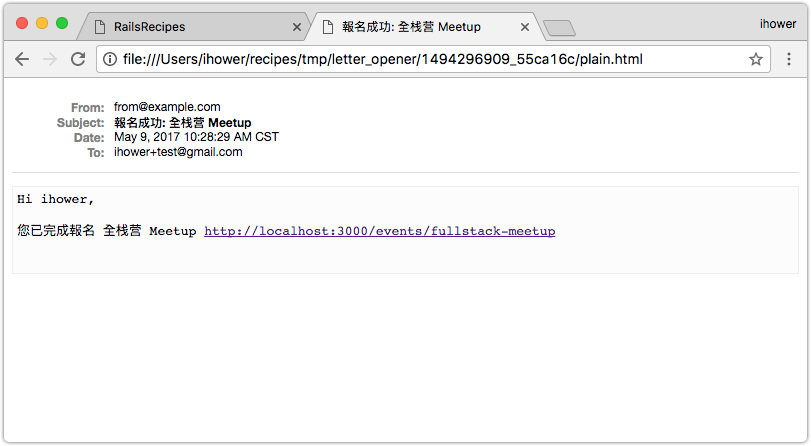 RailsRecipes
報名成功: 全栈营 Meetup
ihower
file:///Users/ihower/recipes/tmp/letter_opener/1494296909_55ca16c/plain.html
From: from@example.com
Subject: 報名成功: 全栈营 Meetup
Date: May 9, 2017 10:28:29 AM CST
To: ihower+test@gmail.com
Hi ihower,
您已完成報名 全栈营 Meetup http://localhost:3000/events/fullstack-meetup